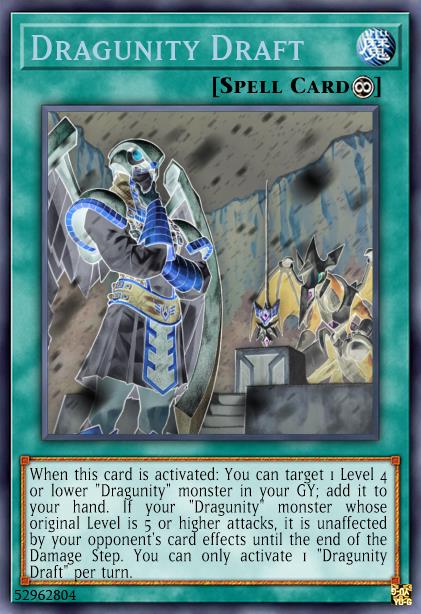 Dragunity Draft
[Spell Card]
When this card is activated: You can target 1 Level 4
or lower "Dragunity" monster in your GY; add it to
your hand. If your "Dragunity" monster whose
original Level is 5 or higher attacks, it is unaffected
by your opponent's card effects until the end of the
Damage Step. You can only activate 1 "Dragunity
Draft" per turn.
52962804